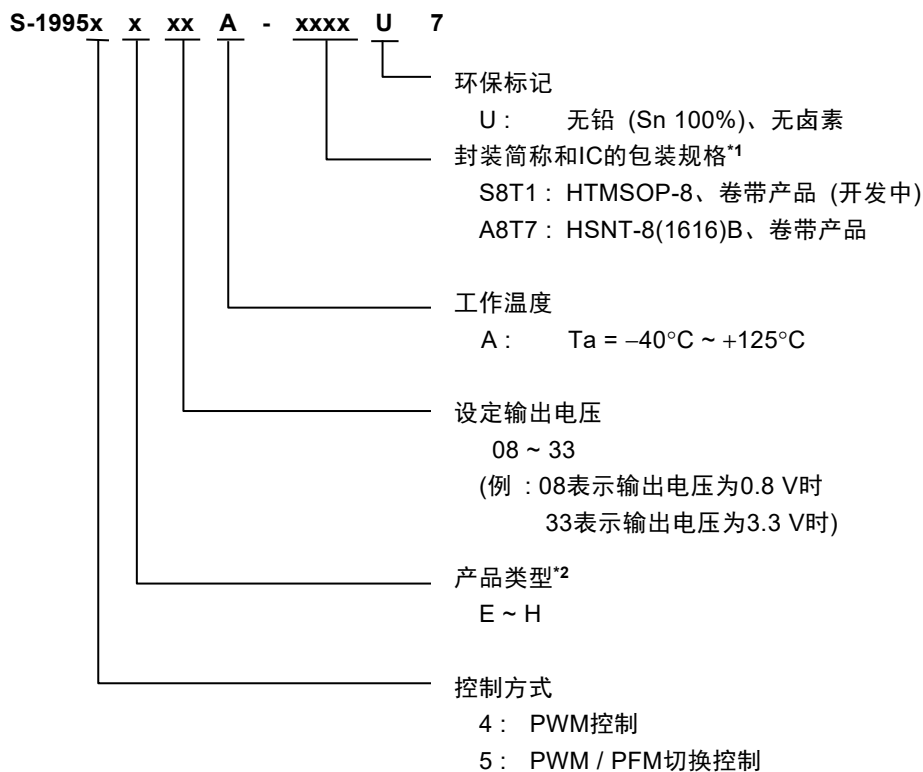 S-1995x x xx A - xxxx U 7
环保标记
U : 无铅 (Sn 100%)、无卤素
封装简称和IC的包装规格*1
S8T1 : HTMSOP-8、卷带产品 (开发中)
A8T7 : HSNT-8(1616)B、卷带产品
工作温度
A : Ta = −40°C ~ +125°C
设定输出电压
08 ~ 33
(例 : 08表示输出电压为0.8 V时
33表示输出电压为3.3 V时)
产品类型*2
E ~ H
控制方式
4 : PWM控制
5 : PWM / PFM切换控制